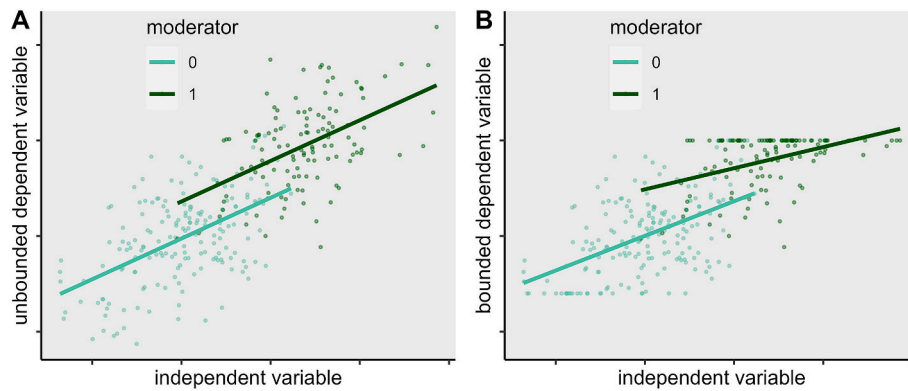 A
moderator
0
1
unbounded dependent variable
independent variable
B
moderator
0
1
bounded dependent variable
independent variable